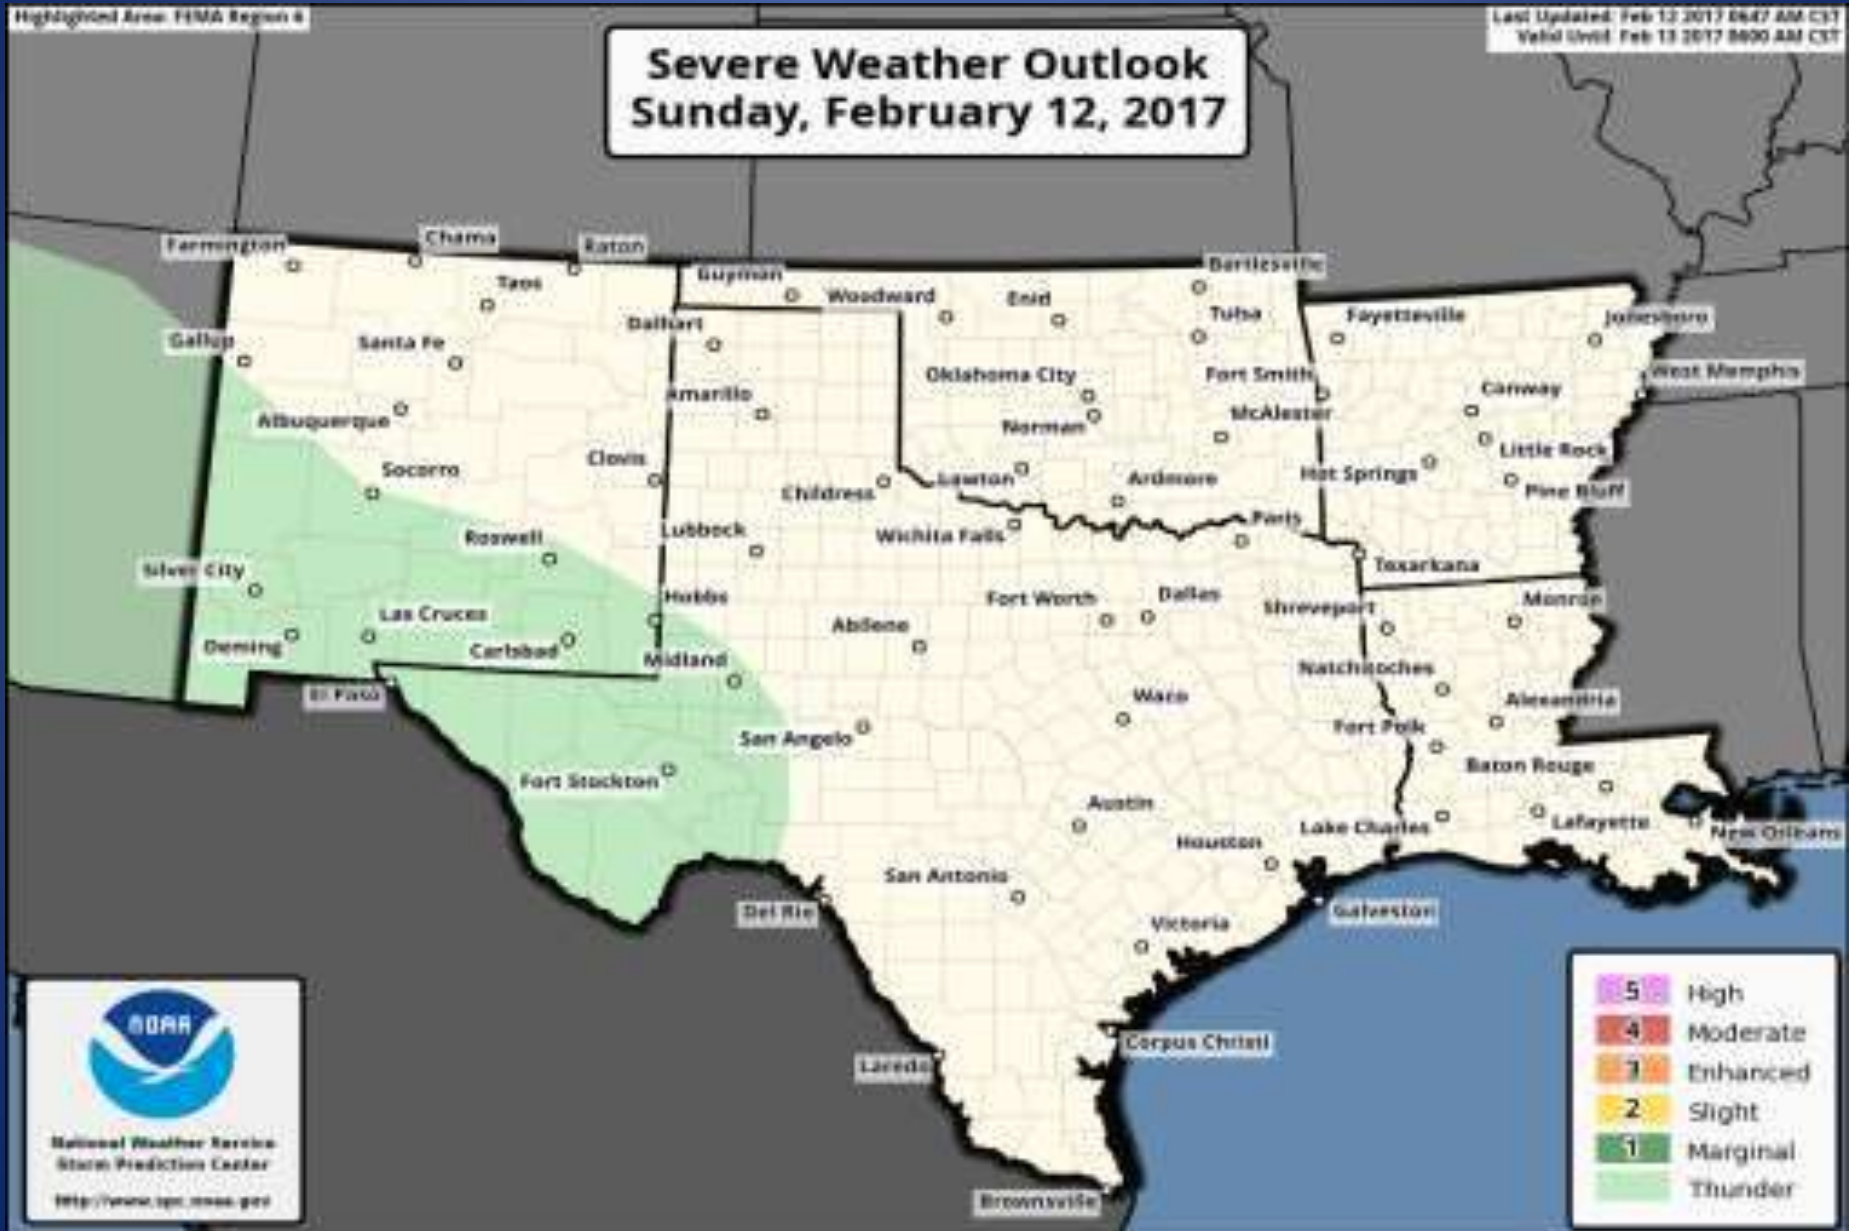 Highlighted Area: FEMA Region 6
Last Updated: Feb 12 2017 0647 AM CST
Valid Until: Feb 13 2017 0600 AM CST
Severe Weather Outlook
Sunday, February 12, 2017
Farmington
Chama
Raton
Guymon
Bartlesville
Taos
Woodward
Enid
Tulsa
Fayetteville
Jonesboro
Dalhart
Gallup
Santa Fe
Oklahoma City
Fort Smith
West Memphis
Conway
Amarillo
Albuquerque
Norman
McAlester
Little Rock
Clovis
Socorro
Childress
Lawton
Ardmore
Hot Springs
Pine Bluff
Roswell
Lubbock
Wichita Falls
Paris
Silver City
Texarkana
Hobbs
Fort Worth
Dallas
Shreveport
Monroe
Las Cruces
Abilene
Deming
Carlsbad
Midland
Natchitoches
El Paso
Waco
Alexandria
San Angelo
Fort Polk
Fort Stockton
Baton Rouge
Austin
Houston
Lake Charles
Lafayette
New Orleans
San Antonio
Del Rio
Victoria
Galveston
Corpus Christi
Laredo
Brownsville
NOAA
National Weather Service
Storm Prediction Center
http://www.spc.noaa.gov
5 High
4 Moderate
3 Enhanced
2 Slight
1 Marginal
Thunder